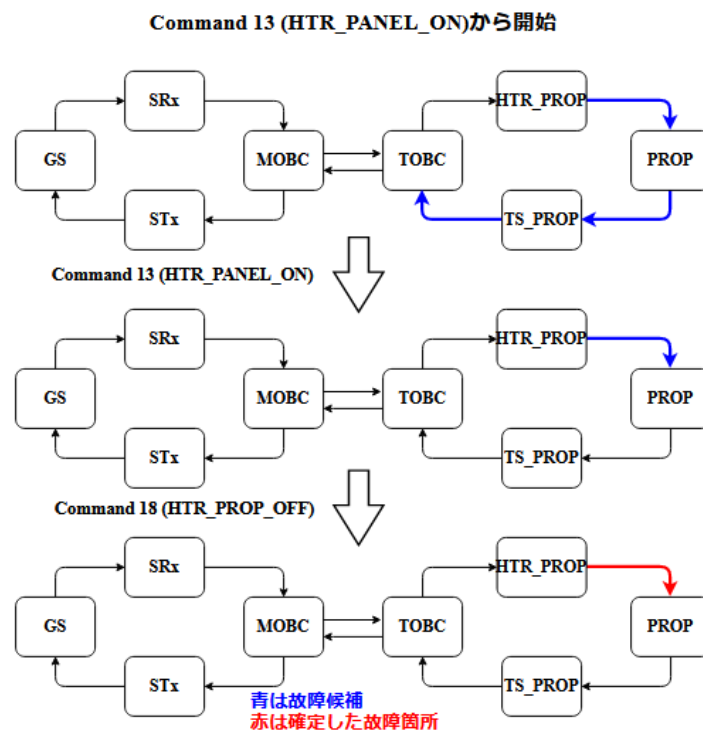 Command 13 (HTR_PANEL_ON)から開始
SRx
HTR_PROP
GS
MOBC
TOBC
PROP
STx
TS_PROP
Command 13 (HTR_PANEL_ON)
SRx
HTR_PROP
GS
MOBC
TOBC
PROP
STx
TS_PROP
Command 18 (HTR_PROP_OFF)
SRx
HTR_PROP
GS
MOBC
TOBC
PROP
STx
TS_PROP
青は故障候補
赤は確定した故障箇所